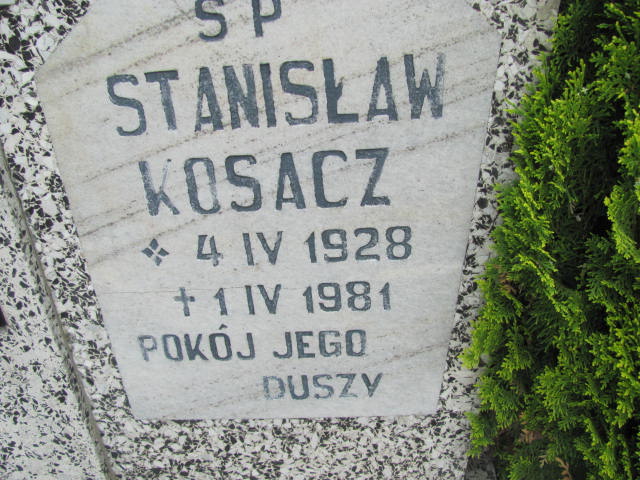 SP
STANISŁAW
KOSACZ
4 IV 1928
1 IV 1981
POKÓJ JEGO
DUSZY